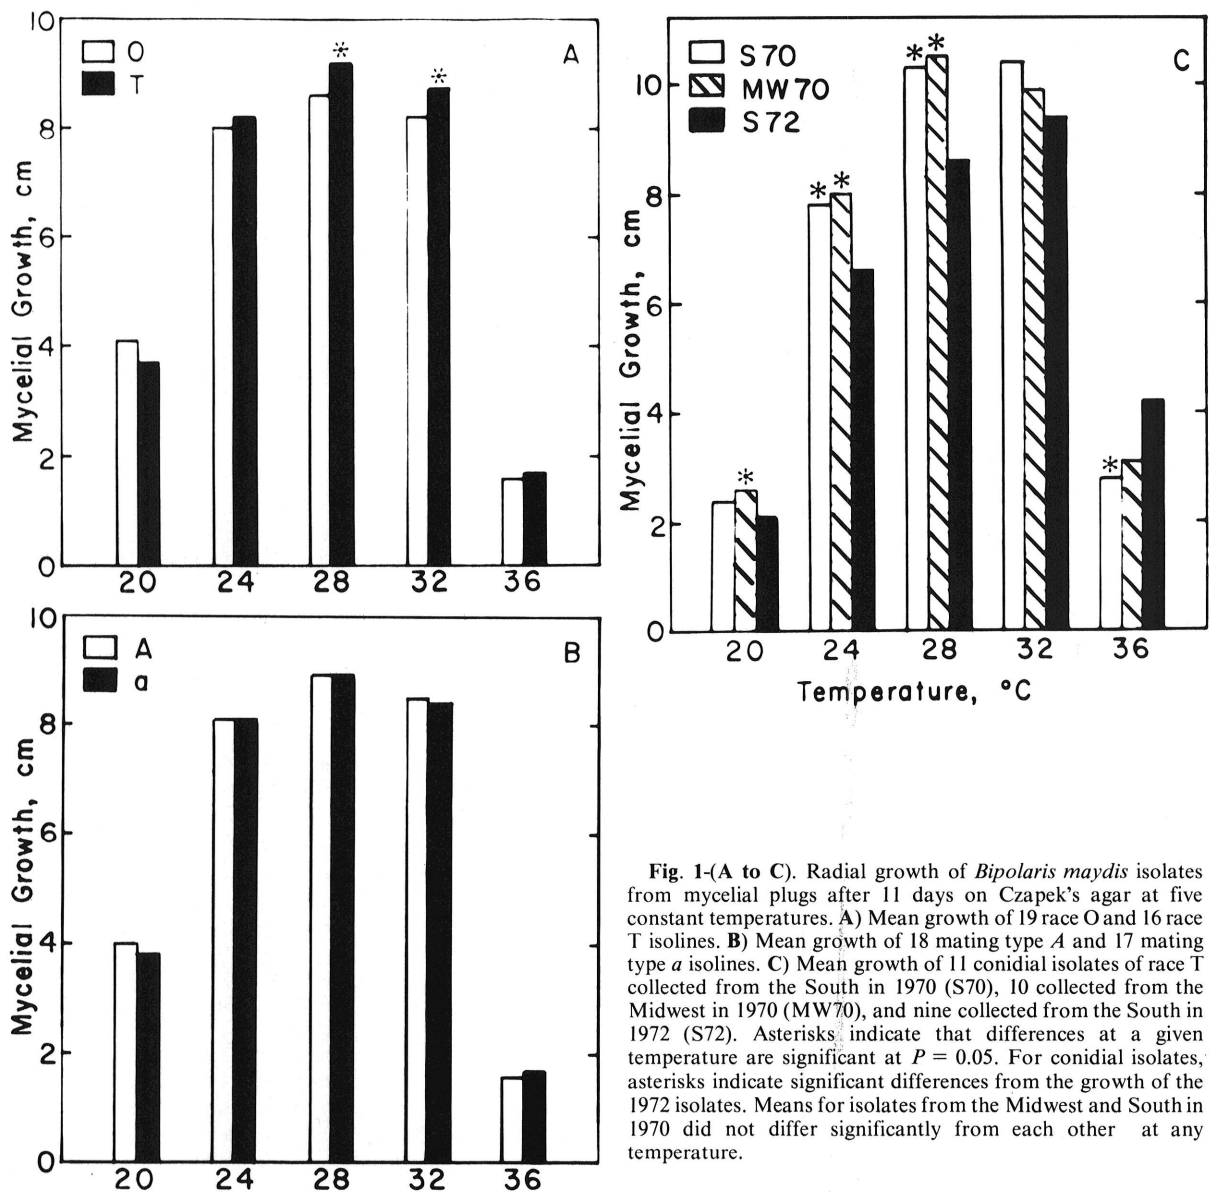 10
8
6
4
2
0
Mycelial Growth, cm
O
T
A
*
*
20 24 28 32 36
10
8
6
4
2
0
Mycelial Growth, cm
A
a
B
20 24 28 32 36
10
8
6
4
2
0
Mycelial Growth, cm
S 70
MW 70
S 72
C
* * * * * *
20 24 28 32 36
Temperature, °C
Fig. 1-(A to C). Radial growth of Bipolaris maydis isolates
from mycelial plugs after 11 days on Czapek's agar at five
constant temperatures. A) Mean growth of 19 race O and 16 race
T isolines. B) Mean growth of 18 mating type A and 17 mating
type a isolines. C) Mean growth of 11 conidial isolates of race T
collected from the South in 1970 (S70), 10 collected from the
Midwest in 1970 (MW70), and nine collected from the South in
1972 (S72). Asterisks indicate that differences at a given
temperature are significant at P = 0.05. For conidial isolates,
asterisks indicate significant differences from the growth of the
1972 isolates. Means for isolates from the Midwest and South in
1970 did not differ significantly from each other at any
temperature.